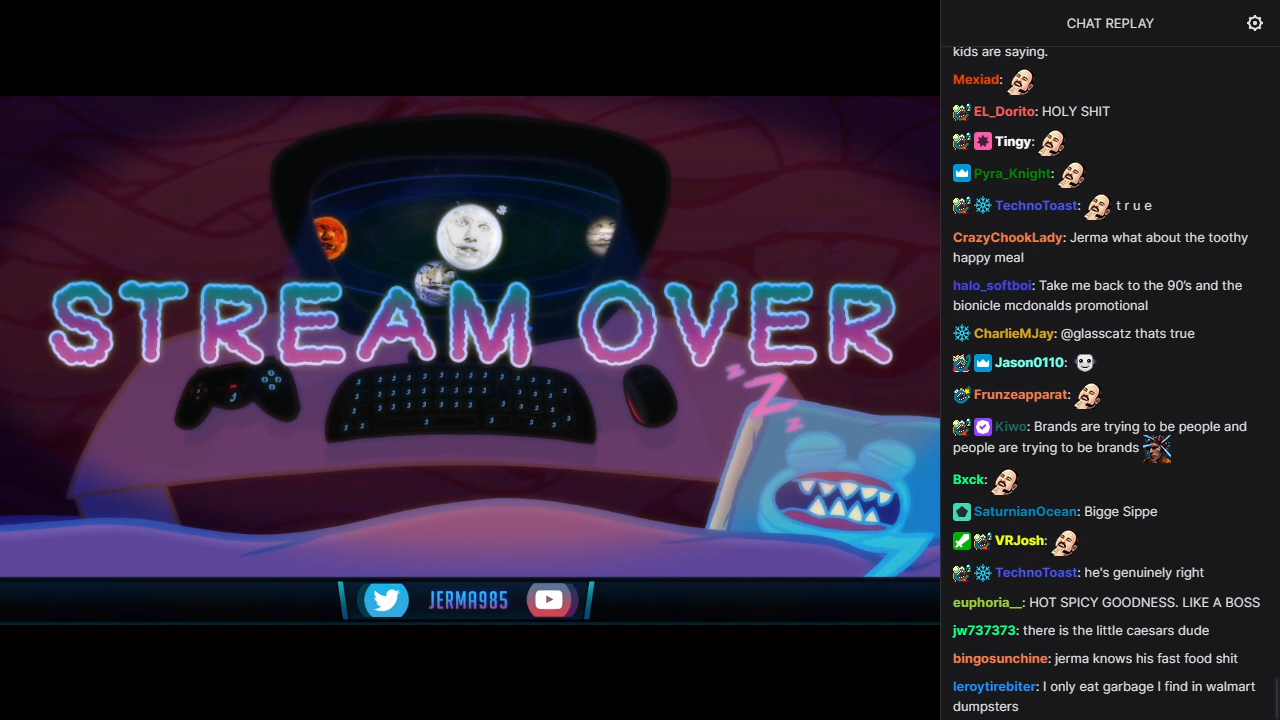 STREAM OVER
JERMA985
CHAT REPLAY
kids are saying.
Mexiad:
EL_Dorito: HOLY SHIT
Tingy:
Pyra_Knight:
TechnoToast: t r u e
CrazyChookLady: Jerma what about the toothy
happy meal
halo_softboi: Take me back to the 90's and the
bionicle mcdonalds promotional
CharlieMJay: @glasscatz thats true
Jason0110:
Frunzeapparat:
Kiwo: Brands are trying to be people and
people are trying to be brands
Bxck:
SaturnianOcean: Bigge Sippe
VRJosh:
TechnoToast: he's genuinely right
euphoria__: HOT SPICY GOODNESS. LIKE A BOSS
jw737373: there is the little caesars dude
bingosunchine: jerma knows his fast food shit
leroytirebiter: I only eat garbage I find in walmart
dumpsters